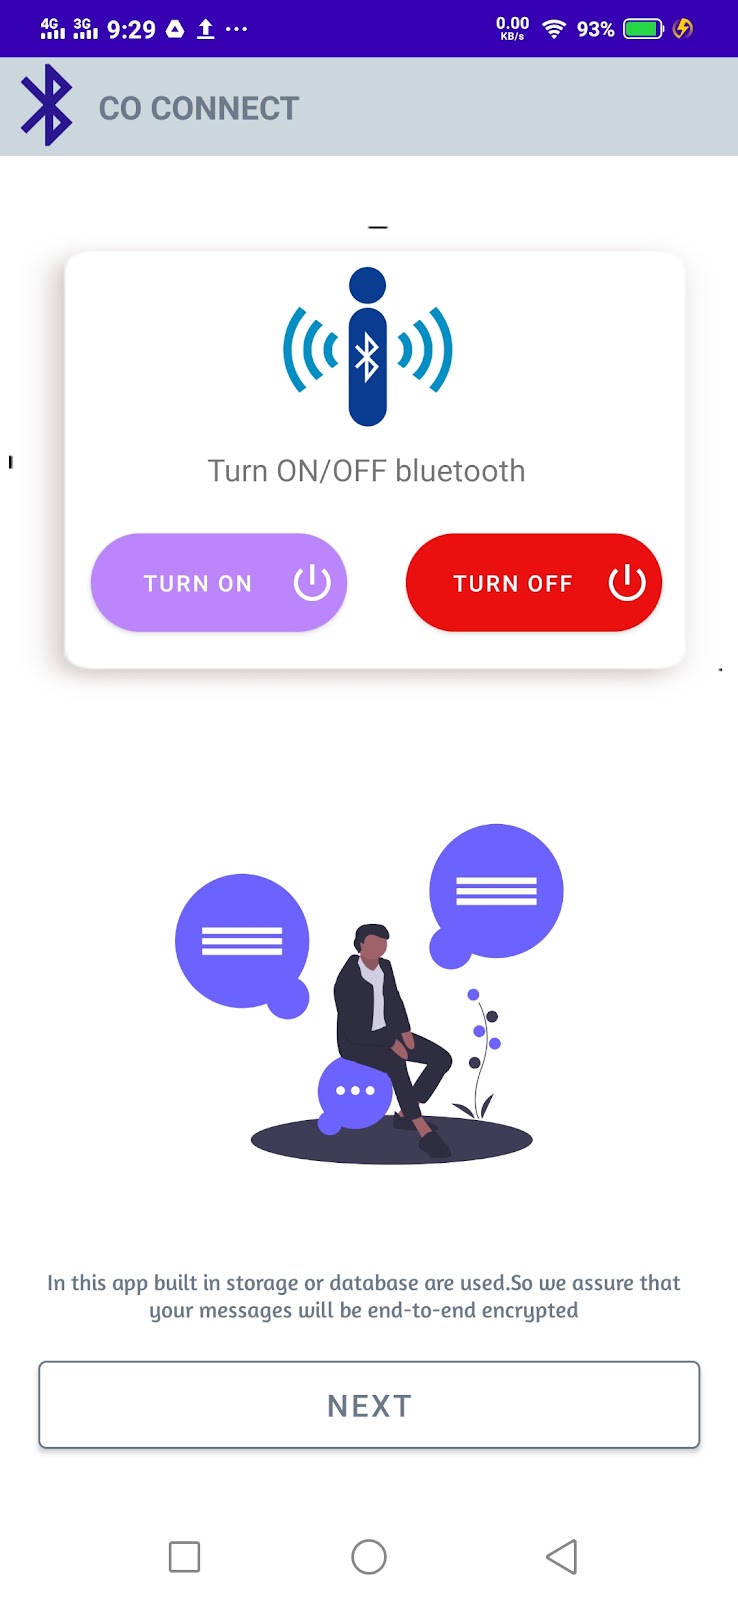 4G 3G 9:29 ... 0.00 KB/s 93%
CO CONNECT
Turn ON/OFF bluetooth
TURN ON TURN OFF
In this app built in storage or database are used.So we assure that
your messages will be end-to-end encrypted
NEXT